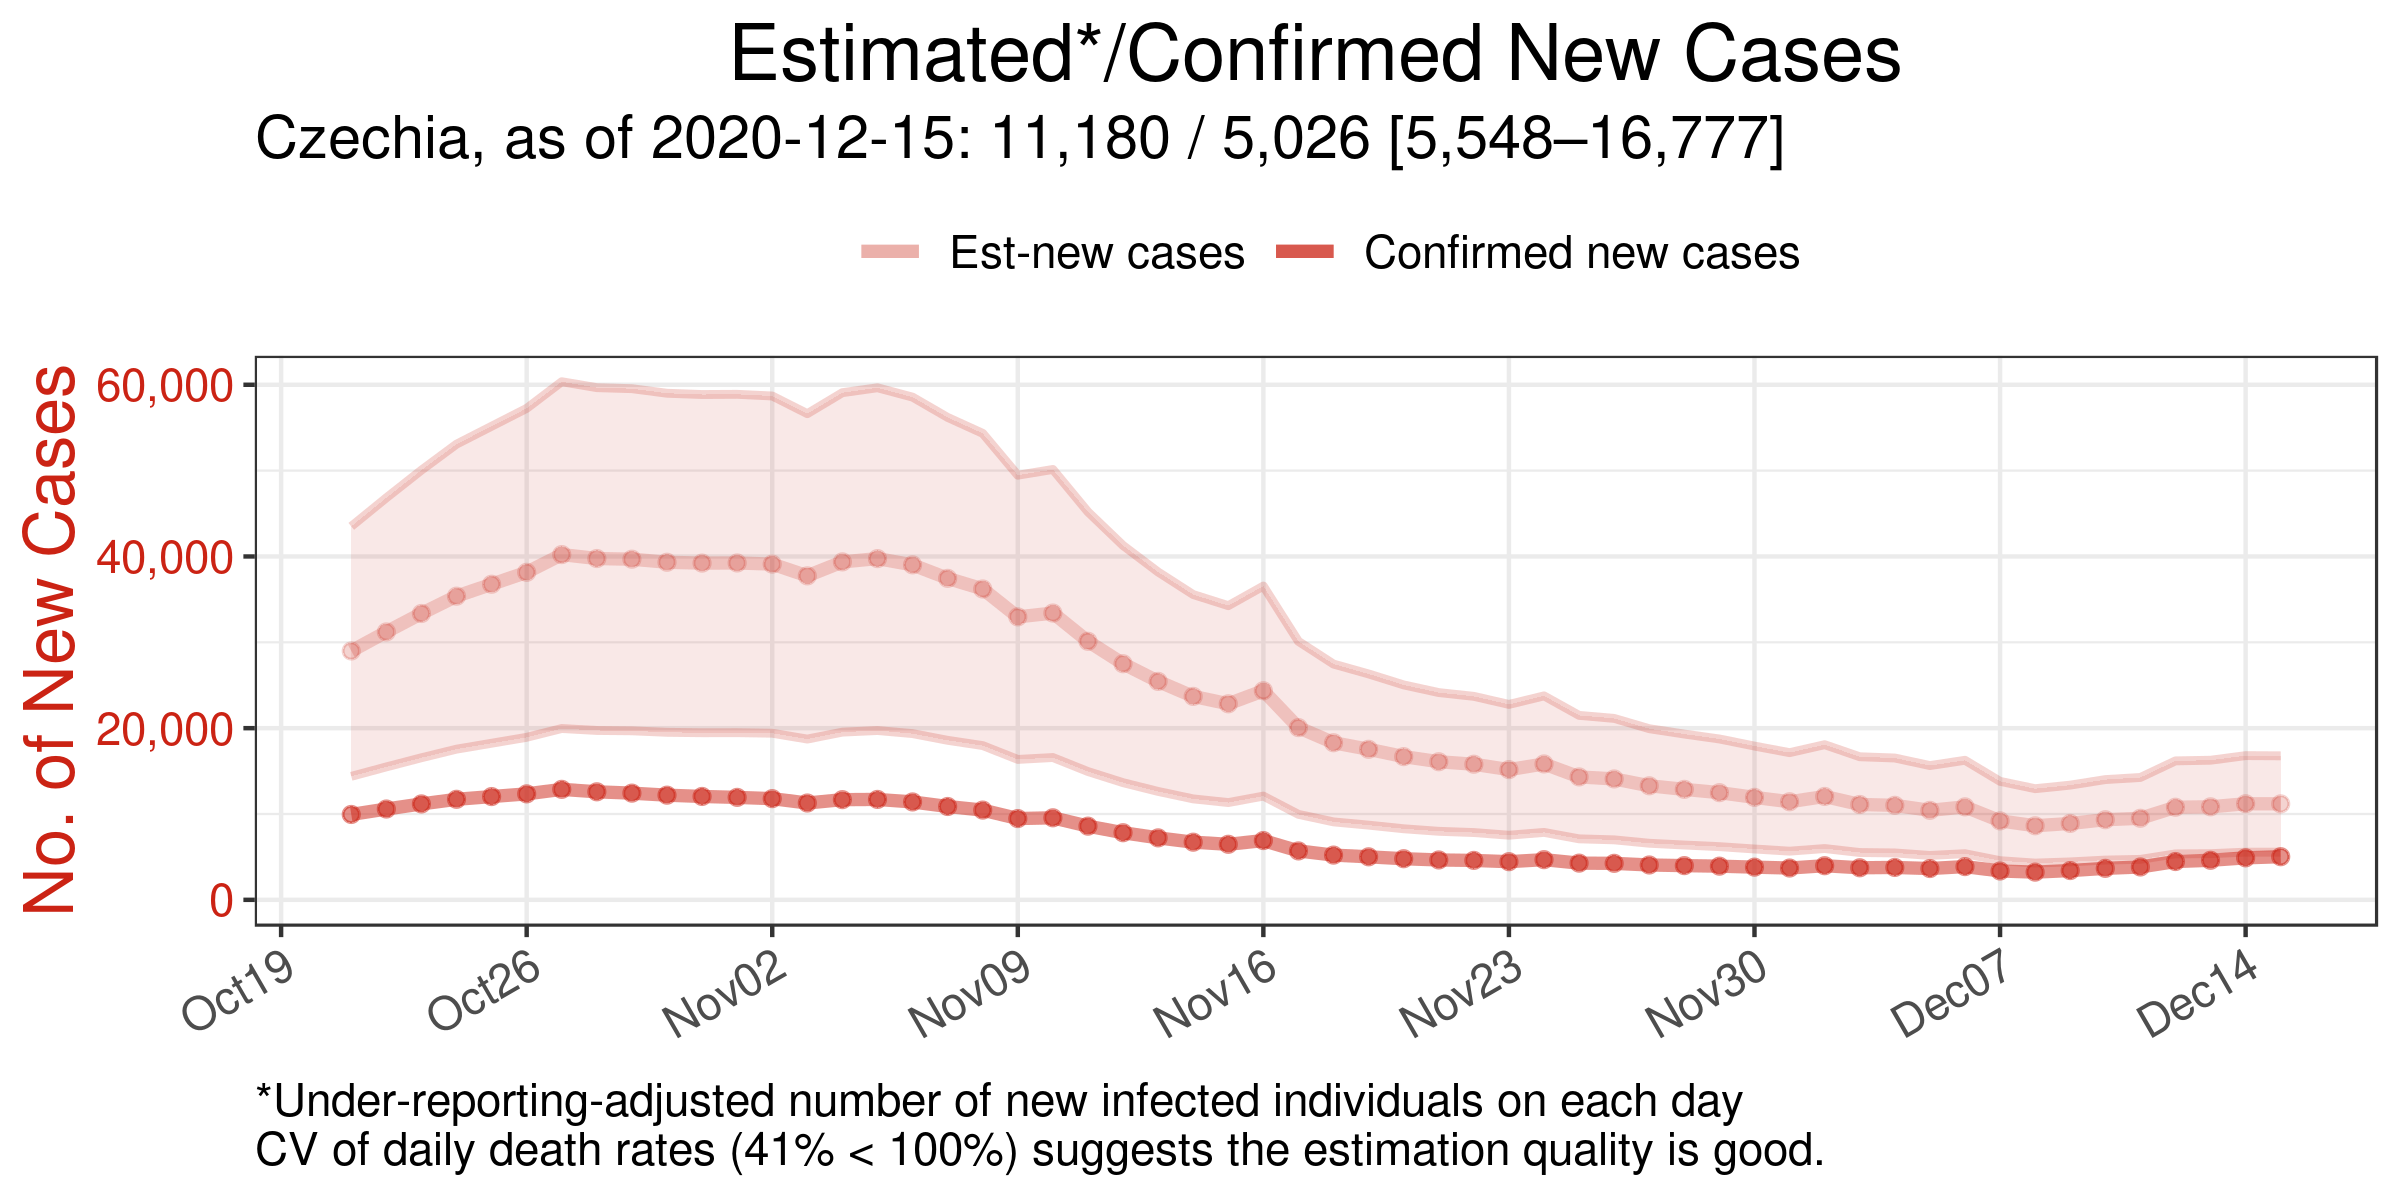 Estimated*/Confirmed New Cases
Czechia, as of 2020-12-15: 11,180 / 5,026 [5,548–16,777]
Est-new cases
Confirmed new cases
No. of New Cases
60,000
40,000
20,000
0
Oct19
Oct26
Nov02
Nov09
Nov16
Nov23
Nov30
Dec07
Dec14
*Under-reporting-adjusted number of new infected individuals on each day
CV of daily death rates (41% < 100%) suggests the estimation quality is good.